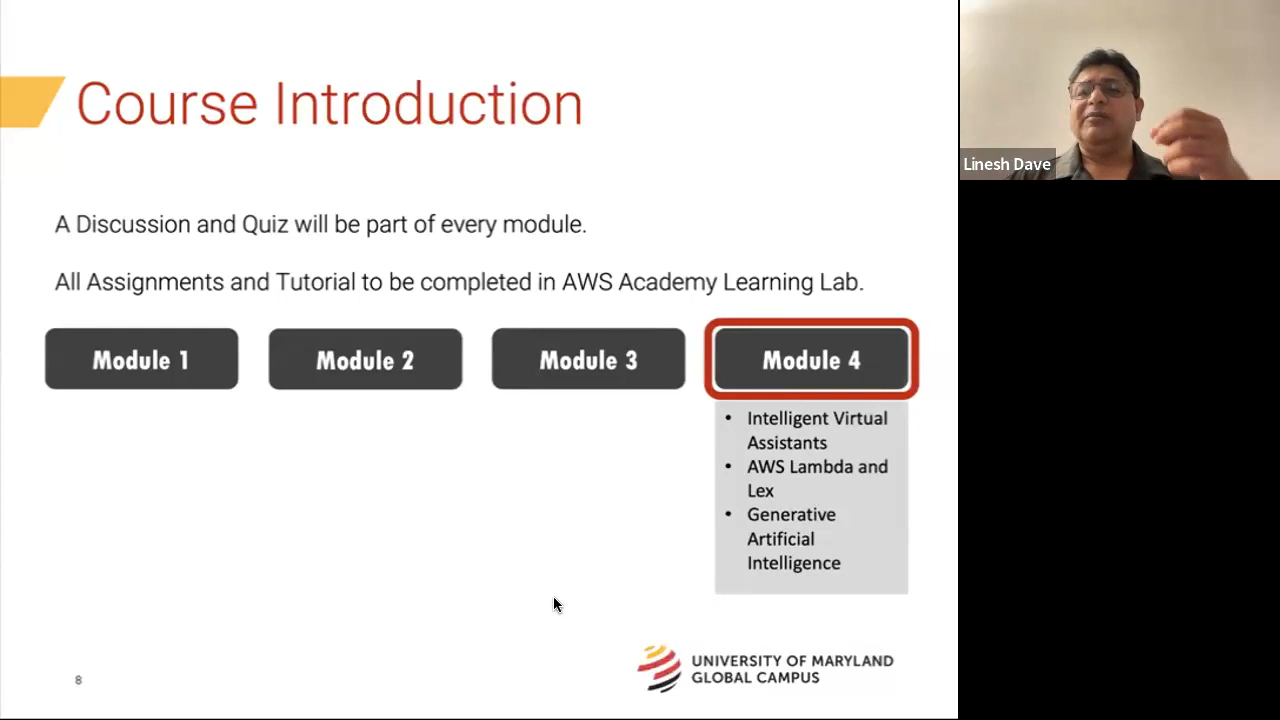 Course Introduction
Linesh Dave
A Discussion and Quiz will be part of every module.
All Assignments and Tutorial to be completed in AWS Academy Learning Lab.
Module 1
Module 2
Module 3
Module 4
• Intelligent Virtual
Assistants
• AWS Lambda and
Lex
• Generative
Artificial
Intelligence
8
UNIVERSITY OF MARYLAND
GLOBAL CAMPUS